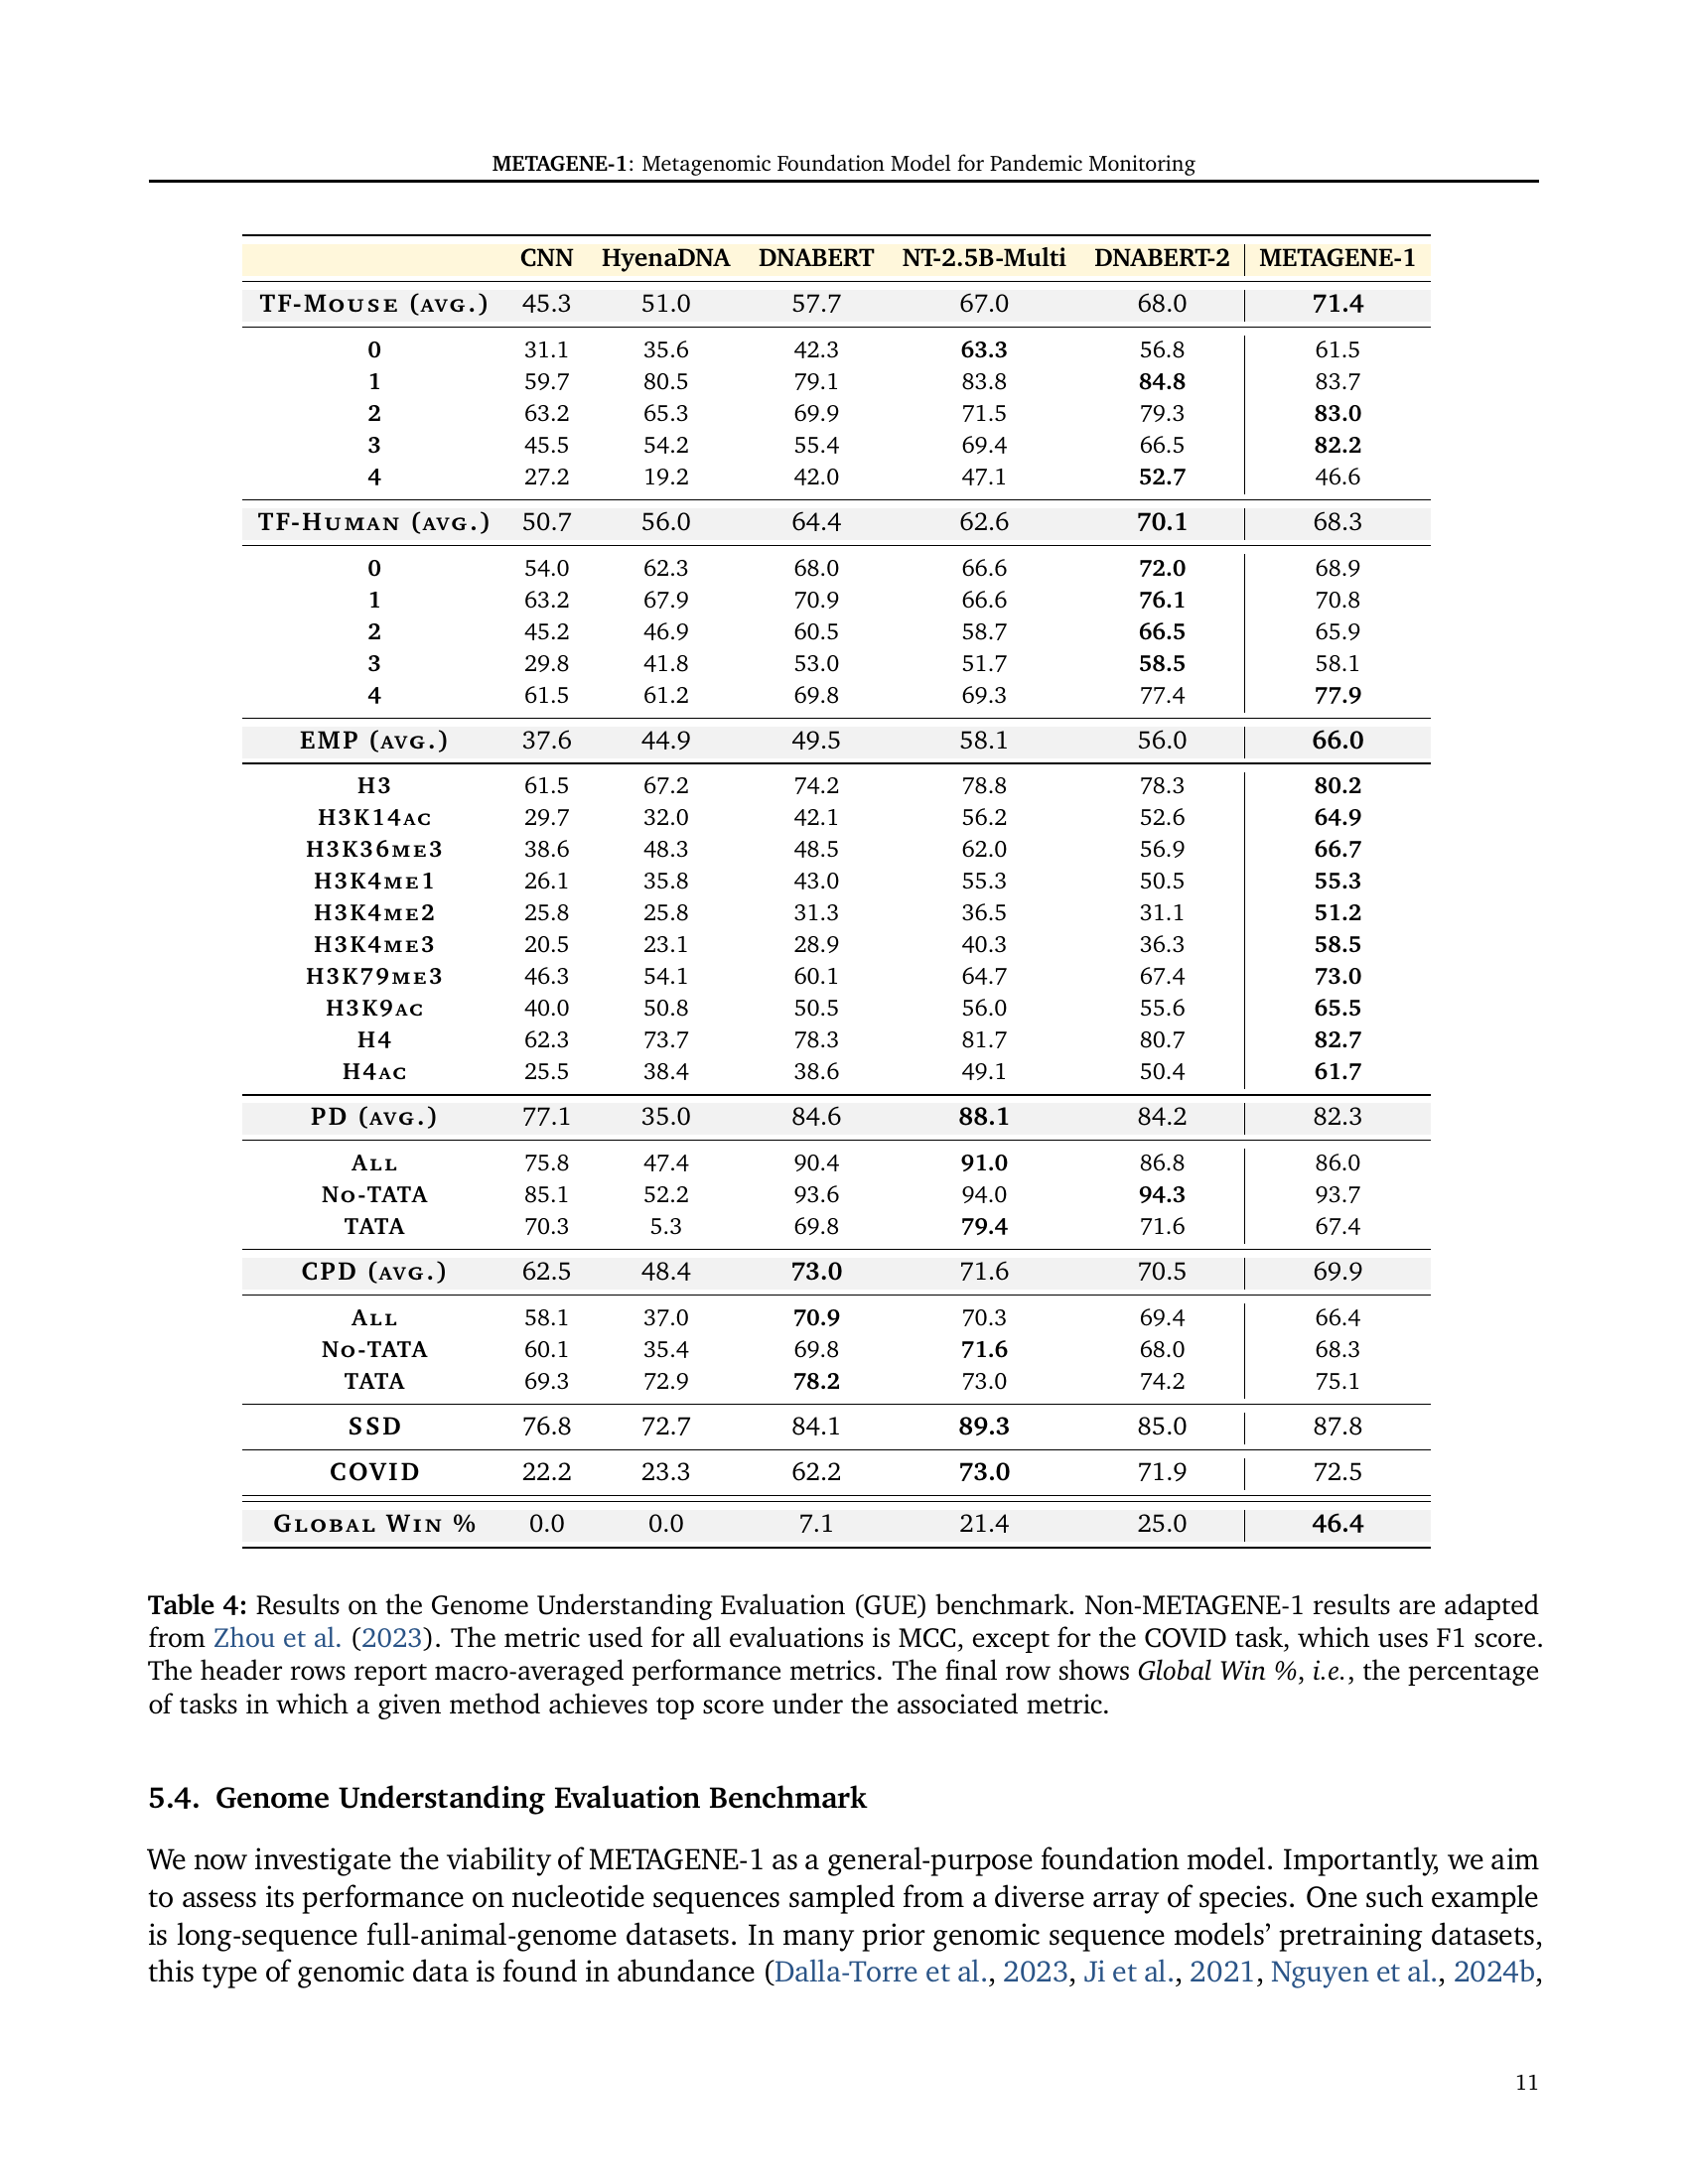 METAGENE-1: Metagenomic Foundation Model for Pandemic Monitoring
CNN HyenaDNA DNABERT NT-2.5B-Multi DNABERT-2 METAGENE-1
TF-Mouse (avg.) 45.3 51.0 57.7 67.0 68.0 71.4
0 31.1 35.6 42.3 63.3 56.8 61.5
1 59.7 80.5 79.1 83.8 84.8 83.7
2 63.2 65.3 69.9 71.5 79.3 83.0
3 45.5 54.2 55.4 69.4 66.5 82.2
4 27.2 19.2 42.0 47.1 52.7 46.6
TF-Human (avg.) 50.7 56.0 64.4 62.6 70.1 68.3
0 54.0 62.3 68.0 66.6 72.0 68.9
1 63.2 67.9 70.9 66.6 76.1 70.8
2 45.2 46.9 60.5 58.7 66.5 65.9
3 29.8 41.8 53.0 51.7 58.5 58.1
4 61.5 61.2 69.8 69.3 77.4 77.9
EMP (avg.) 37.6 44.9 49.5 58.1 56.0 66.0
H3 61.5 67.2 74.2 78.8 78.3 80.2
H3K14ac 29.7 32.0 42.1 56.2 52.6 64.9
H3K36me3 38.6 48.3 48.5 62.0 56.9 66.7
H3K4me1 26.1 35.8 43.0 55.3 50.5 55.3
H3K4me2 25.8 25.8 31.3 36.5 31.1 51.2
H3K4me3 20.5 23.1 28.9 40.3 36.3 58.5
H3K79me3 46.3 54.1 60.1 64.7 67.4 73.0
H3K9ac 40.0 50.8 50.5 56.0 55.6 65.5
H4 62.3 73.7 78.3 81.7 80.7 82.7
H4ac 25.5 38.4 38.6 49.1 50.4 61.7
PD (avg.) 77.1 35.0 84.6 88.1 84.2 82.3
All 75.8 47.4 90.4 91.0 86.8 86.0
No-TATA 85.1 52.2 93.6 94.0 94.3 93.7
TATA 70.3 5.3 69.8 79.4 71.6 67.4
CPD (avg.) 62.5 48.4 73.0 71.6 70.5 69.9
All 58.1 37.0 70.9 70.3 69.4 66.4
No-TATA 60.1 35.4 69.8 71.6 68.0 68.3
TATA 69.3 72.9 78.2 73.0 74.2 75.1
SSD 76.8 72.7 84.1 89.3 85.0 87.8
COVID 22.2 23.3 62.2 73.0 71.9 72.5
Global Win % 0.0 0.0 7.1 21.4 25.0 46.4
Table 4: Results on the Genome Understanding Evaluation (GUE) benchmark. Non-METAGENE-1 results are adapted
from Zhou et al. (2023). The metric used for all evaluations is MCC, except for the COVID task, which uses F1 score.
The header rows report macro-averaged performance metrics. The final row shows Global Win %, i.e., the percentage
of tasks in which a given method achieves top score under the associated metric.
5.4. Genome Understanding Evaluation Benchmark
We now investigate the viability of METAGENE-1 as a general-purpose foundation model. Importantly, we aim
to assess its performance on nucleotide sequences sampled from a diverse array of species. One such example
is long-sequence full-animal-genome datasets. In many prior genomic sequence models' pretraining datasets,
this type of genomic data is found in abundance (Dalla-Torre et al., 2023, Ji et al., 2021, Nguyen et al., 2024b,
11